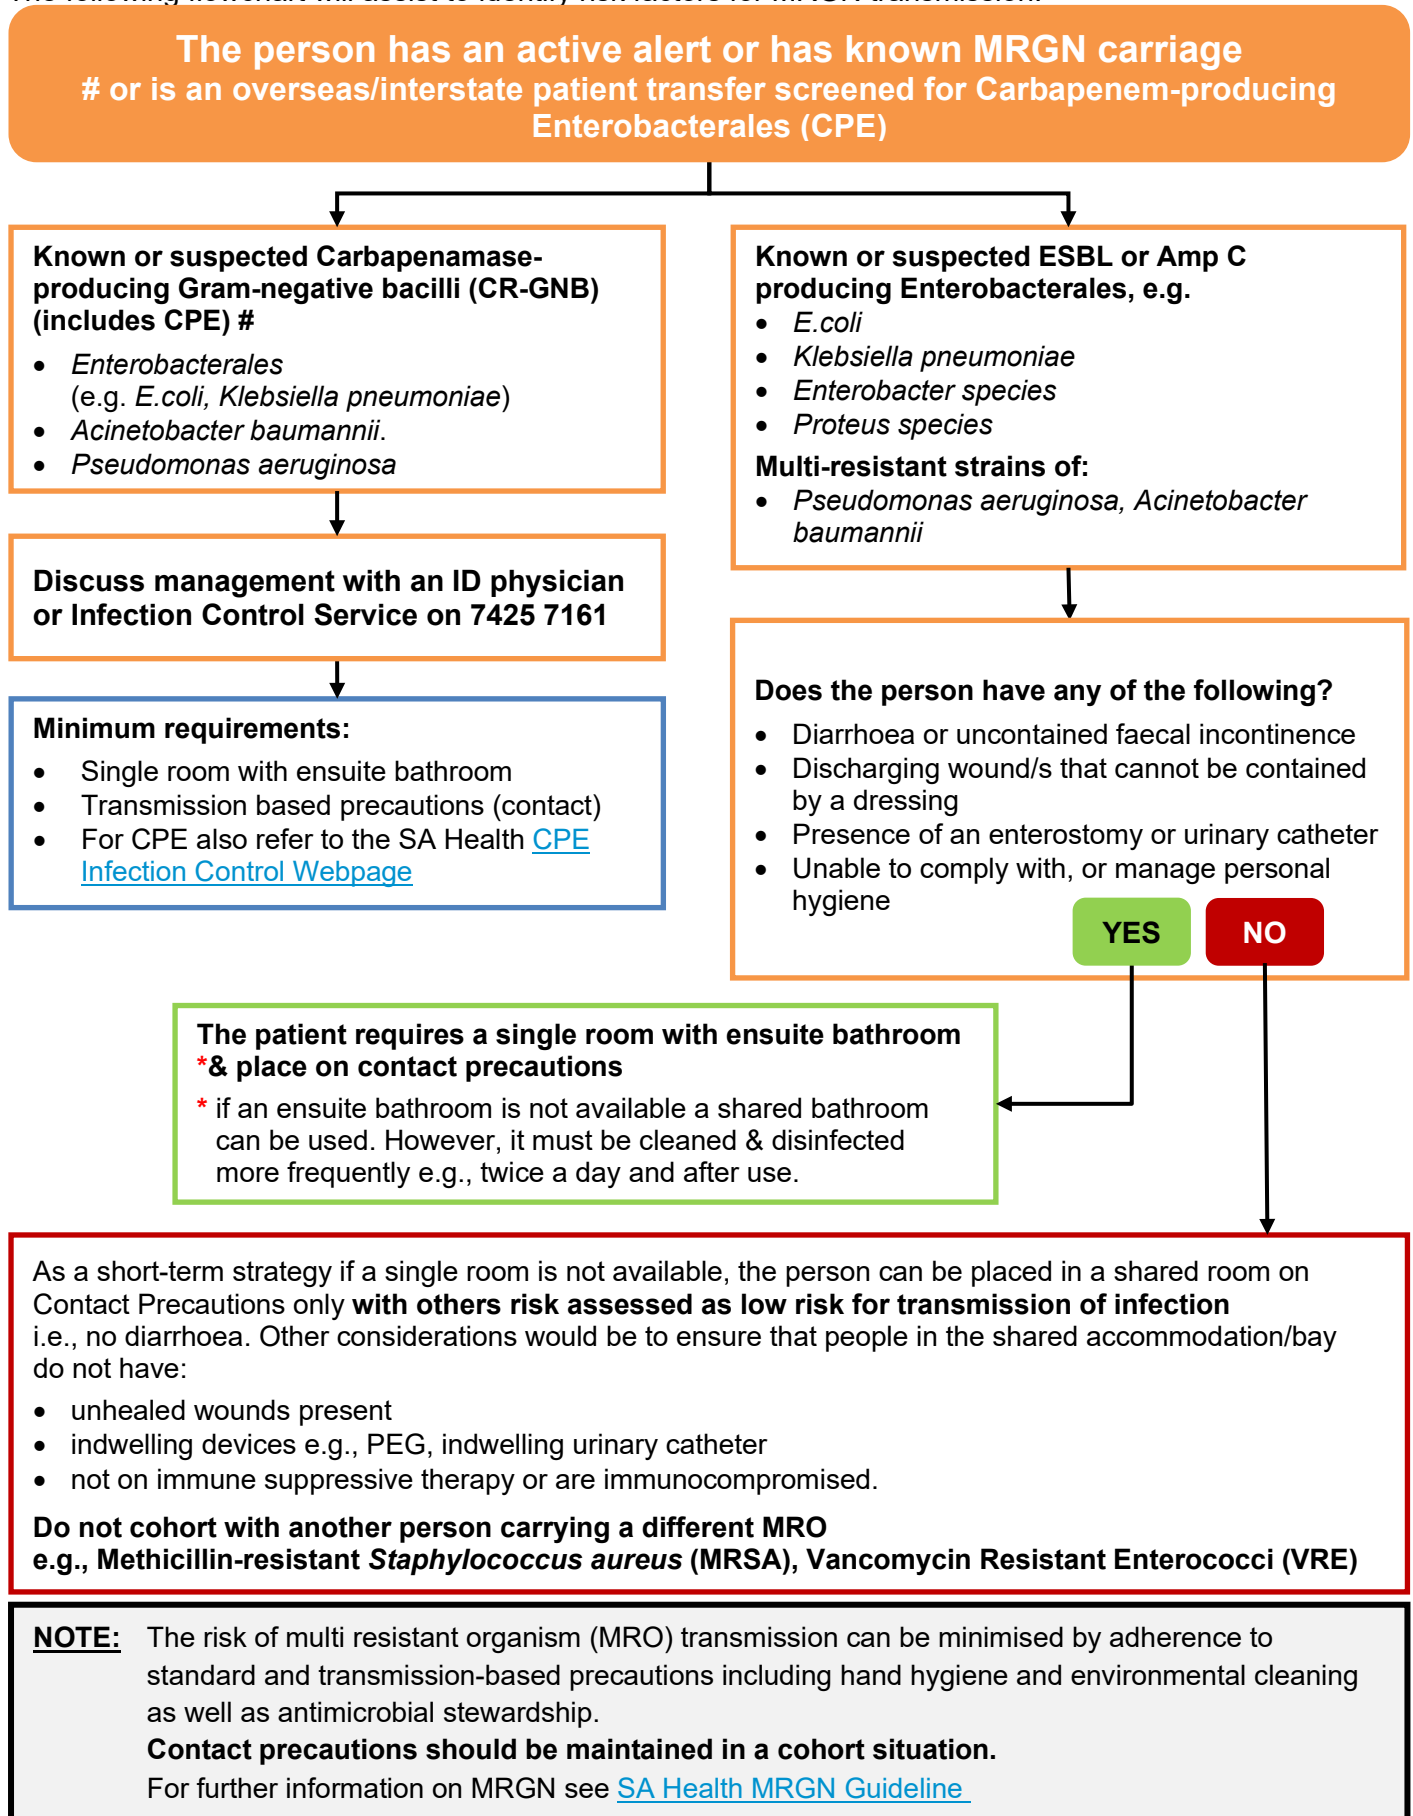 The following flowchart will assist to identify risk factors for MRGN transmission.
The person has an active alert or has known MRGN carriage
# or is an overseas/interstate patient transfer screened for Carbapenem-producing
Enterobacterales (CPE)
Known or suspected Carbapenamase-
producing Gram-negative bacilli (CR-GNB)
(includes CPE) #
• Enterobacterales
(e.g. E.coli, Klebsiella pneumoniae)
• Acinetobacter baumannii.
• Pseudomonas aeruginosa
Discuss management with an ID physician
or Infection Control Service on 7425 7161
Minimum requirements:
• Single room with ensuite bathroom
• Transmission based precautions (contact)
• For CPE also refer to the SA Health CPE
Infection Control Webpage
Known or suspected ESBL or Amp C
producing Enterobacterales, e.g.
• E.coli
• Klebsiella pneumoniae
• Enterobacter species
• Proteus species
Multi-resistant strains of:
• Pseudomonas aeruginosa, Acinetobacter
baumannii
Does the person have any of the following?
• Diarrhoea or uncontained faecal incontinence
• Discharging wound/s that cannot be contained
by a dressing
• Presence of an enterostomy or urinary catheter
• Unable to comply with, or manage personal
hygiene
YES
NO
The patient requires a single room with ensuite bathroom
*& place on contact precautions
* if an ensuite bathroom is not available a shared bathroom
can be used. However, it must be cleaned & disinfected
more frequently e.g., twice a day and after use.
As a short-term strategy if a single room is not available, the person can be placed in a shared room on
Contact Precautions only with others risk assessed as low risk for transmission of infection
i.e., no diarrhoea. Other considerations would be to ensure that people in the shared accommodation/bay
do not have:
• unhealed wounds present
• indwelling devices e.g., PEG, indwelling urinary catheter
• not on immune suppressive therapy or are immunocompromised.
Do not cohort with another person carrying a different MRO
e.g., Methicillin-resistant Staphylococcus aureus (MRSA), Vancomycin Resistant Enterococci (VRE)
NOTE: The risk of multi resistant organism (MRO) transmission can be minimised by adherence to
standard and transmission-based precautions including hand hygiene and environmental cleaning
as well as antimicrobial stewardship.
Contact precautions should be maintained in a cohort situation.
For further information on MRGN see SA Health MRGN Guideline